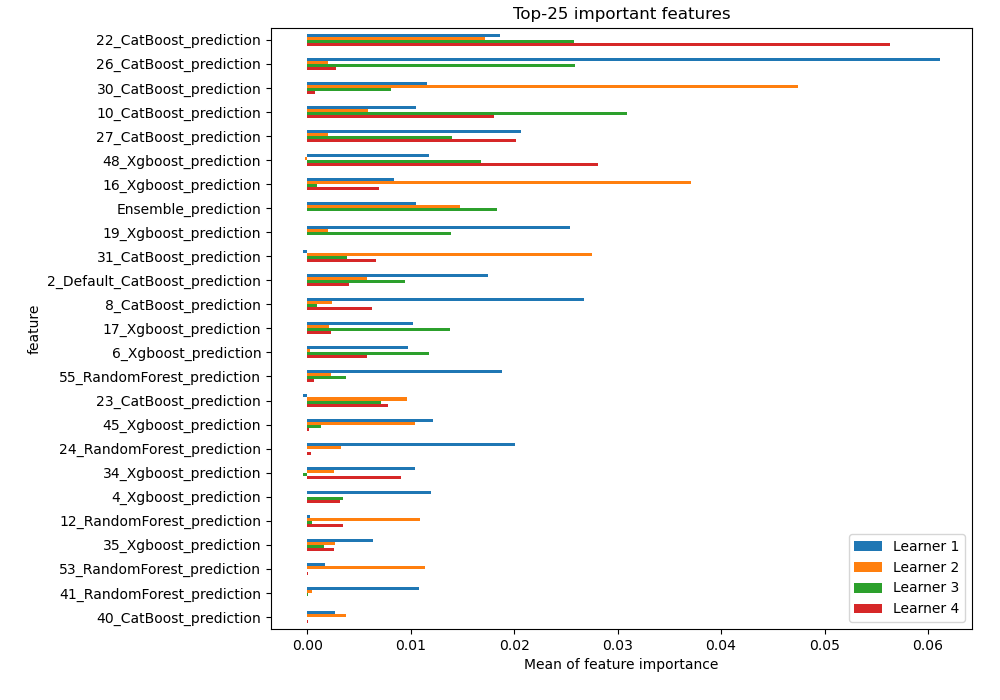 Top-25 important features
feature
22_CatBoost_prediction
26_CatBoost_prediction
30_CatBoost_prediction
10_CatBoost_prediction
27_CatBoost_prediction
48_Xgboost_prediction
16_Xgboost_prediction
Ensemble_prediction
19_Xgboost_prediction
31_CatBoost_prediction
2_Default_CatBoost_prediction
8_CatBoost_prediction
17_Xgboost_prediction
6_Xgboost_prediction
55_RandomForest_prediction
23_CatBoost_prediction
45_Xgboost_prediction
24_RandomForest_prediction
34_Xgboost_prediction
4_Xgboost_prediction
12_RandomForest_prediction
35_Xgboost_prediction
53_RandomForest_prediction
41_RandomForest_prediction
40_CatBoost_prediction
Learner 1
Learner 2
Learner 3
Learner 4
0.00 0.01 0.02 0.03 0.04 0.05 0.06
Mean of feature importance